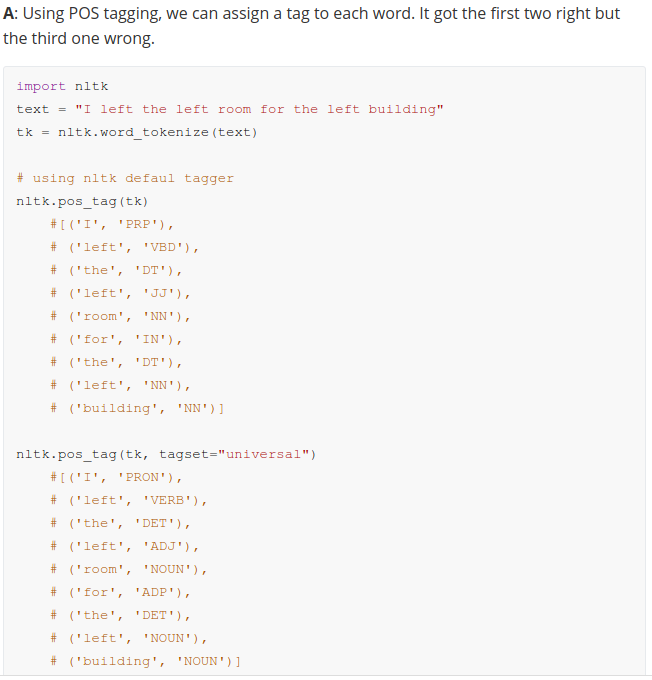 A: Using POS tagging, we can assign a tag to each word. It got the first two right but
the third one wrong.
import nltk
text = "I left the left room for the left building"
tk = nltk.word_tokenize(text)
# using nltk defaul tagger
nltk.pos_tag(tk)
#[('I', 'PRP'),
# ('left', 'VBD'),
# ('the', 'DT'),
# ('left', 'JJ'),
# ('room', 'NN'),
# ('for', 'IN'),
# ('the', 'DT'),
# ('left', 'NN'),
# ('building', 'NN')]
nltk.pos_tag(tk, tagset="universal")
#[('I', 'PRON'),
# ('left', 'VERB'),
# ('the', 'DET'),
# ('left', 'ADJ'),
# ('room', 'NOUN'),
# ('for', 'ADP'),
# ('the', 'DET'),
# ('left', 'NOUN'),
# ('building', 'NOUN')]